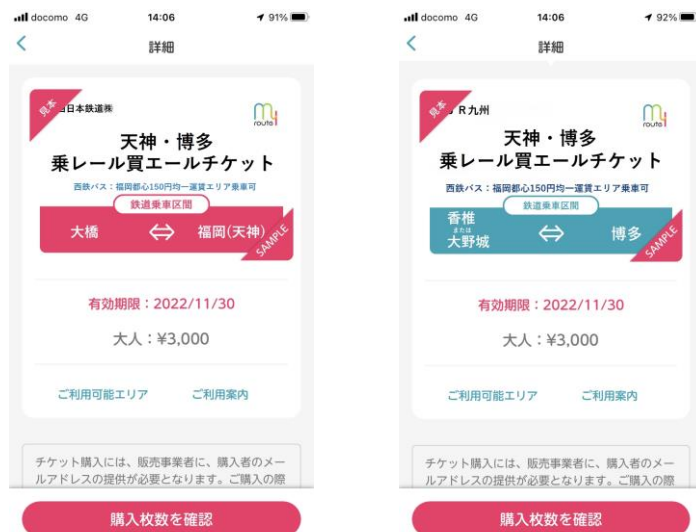 docomo 4G 14:06 91%
詳細
見本
西日本鉄道㈱
my route
天神・博多
乗レール買エールチケット
西鉄バス：福岡都心150円均一運賃エリア乗車可
鉄道乗車区間
大橋 ⇔ 福岡(天神)
SAMPLE
有効期限：2022/11/30
大人：¥3,000
ご利用可能エリア ご利用案内
チケット購入には、販売事業者に、購入者のメー
ルアドレスの提供が必要となります。ご購入の際
購入枚数を確認
docomo 4G 14:06 92%
詳細
見本
ＪＲ九州
my route
天神・博多
乗レール買エールチケット
西鉄バス：福岡都心150円均一運賃エリア乗車可
鉄道乗車区間
香椎
または
大野城 ⇔ 博多
SAMPLE
有効期限：2022/11/30
大人：¥3,000
ご利用可能エリア ご利用案内
チケット購入には、販売事業者に、購入者のメー
ルアドレスの提供が必要となります。ご購入の際
購入枚数を確認